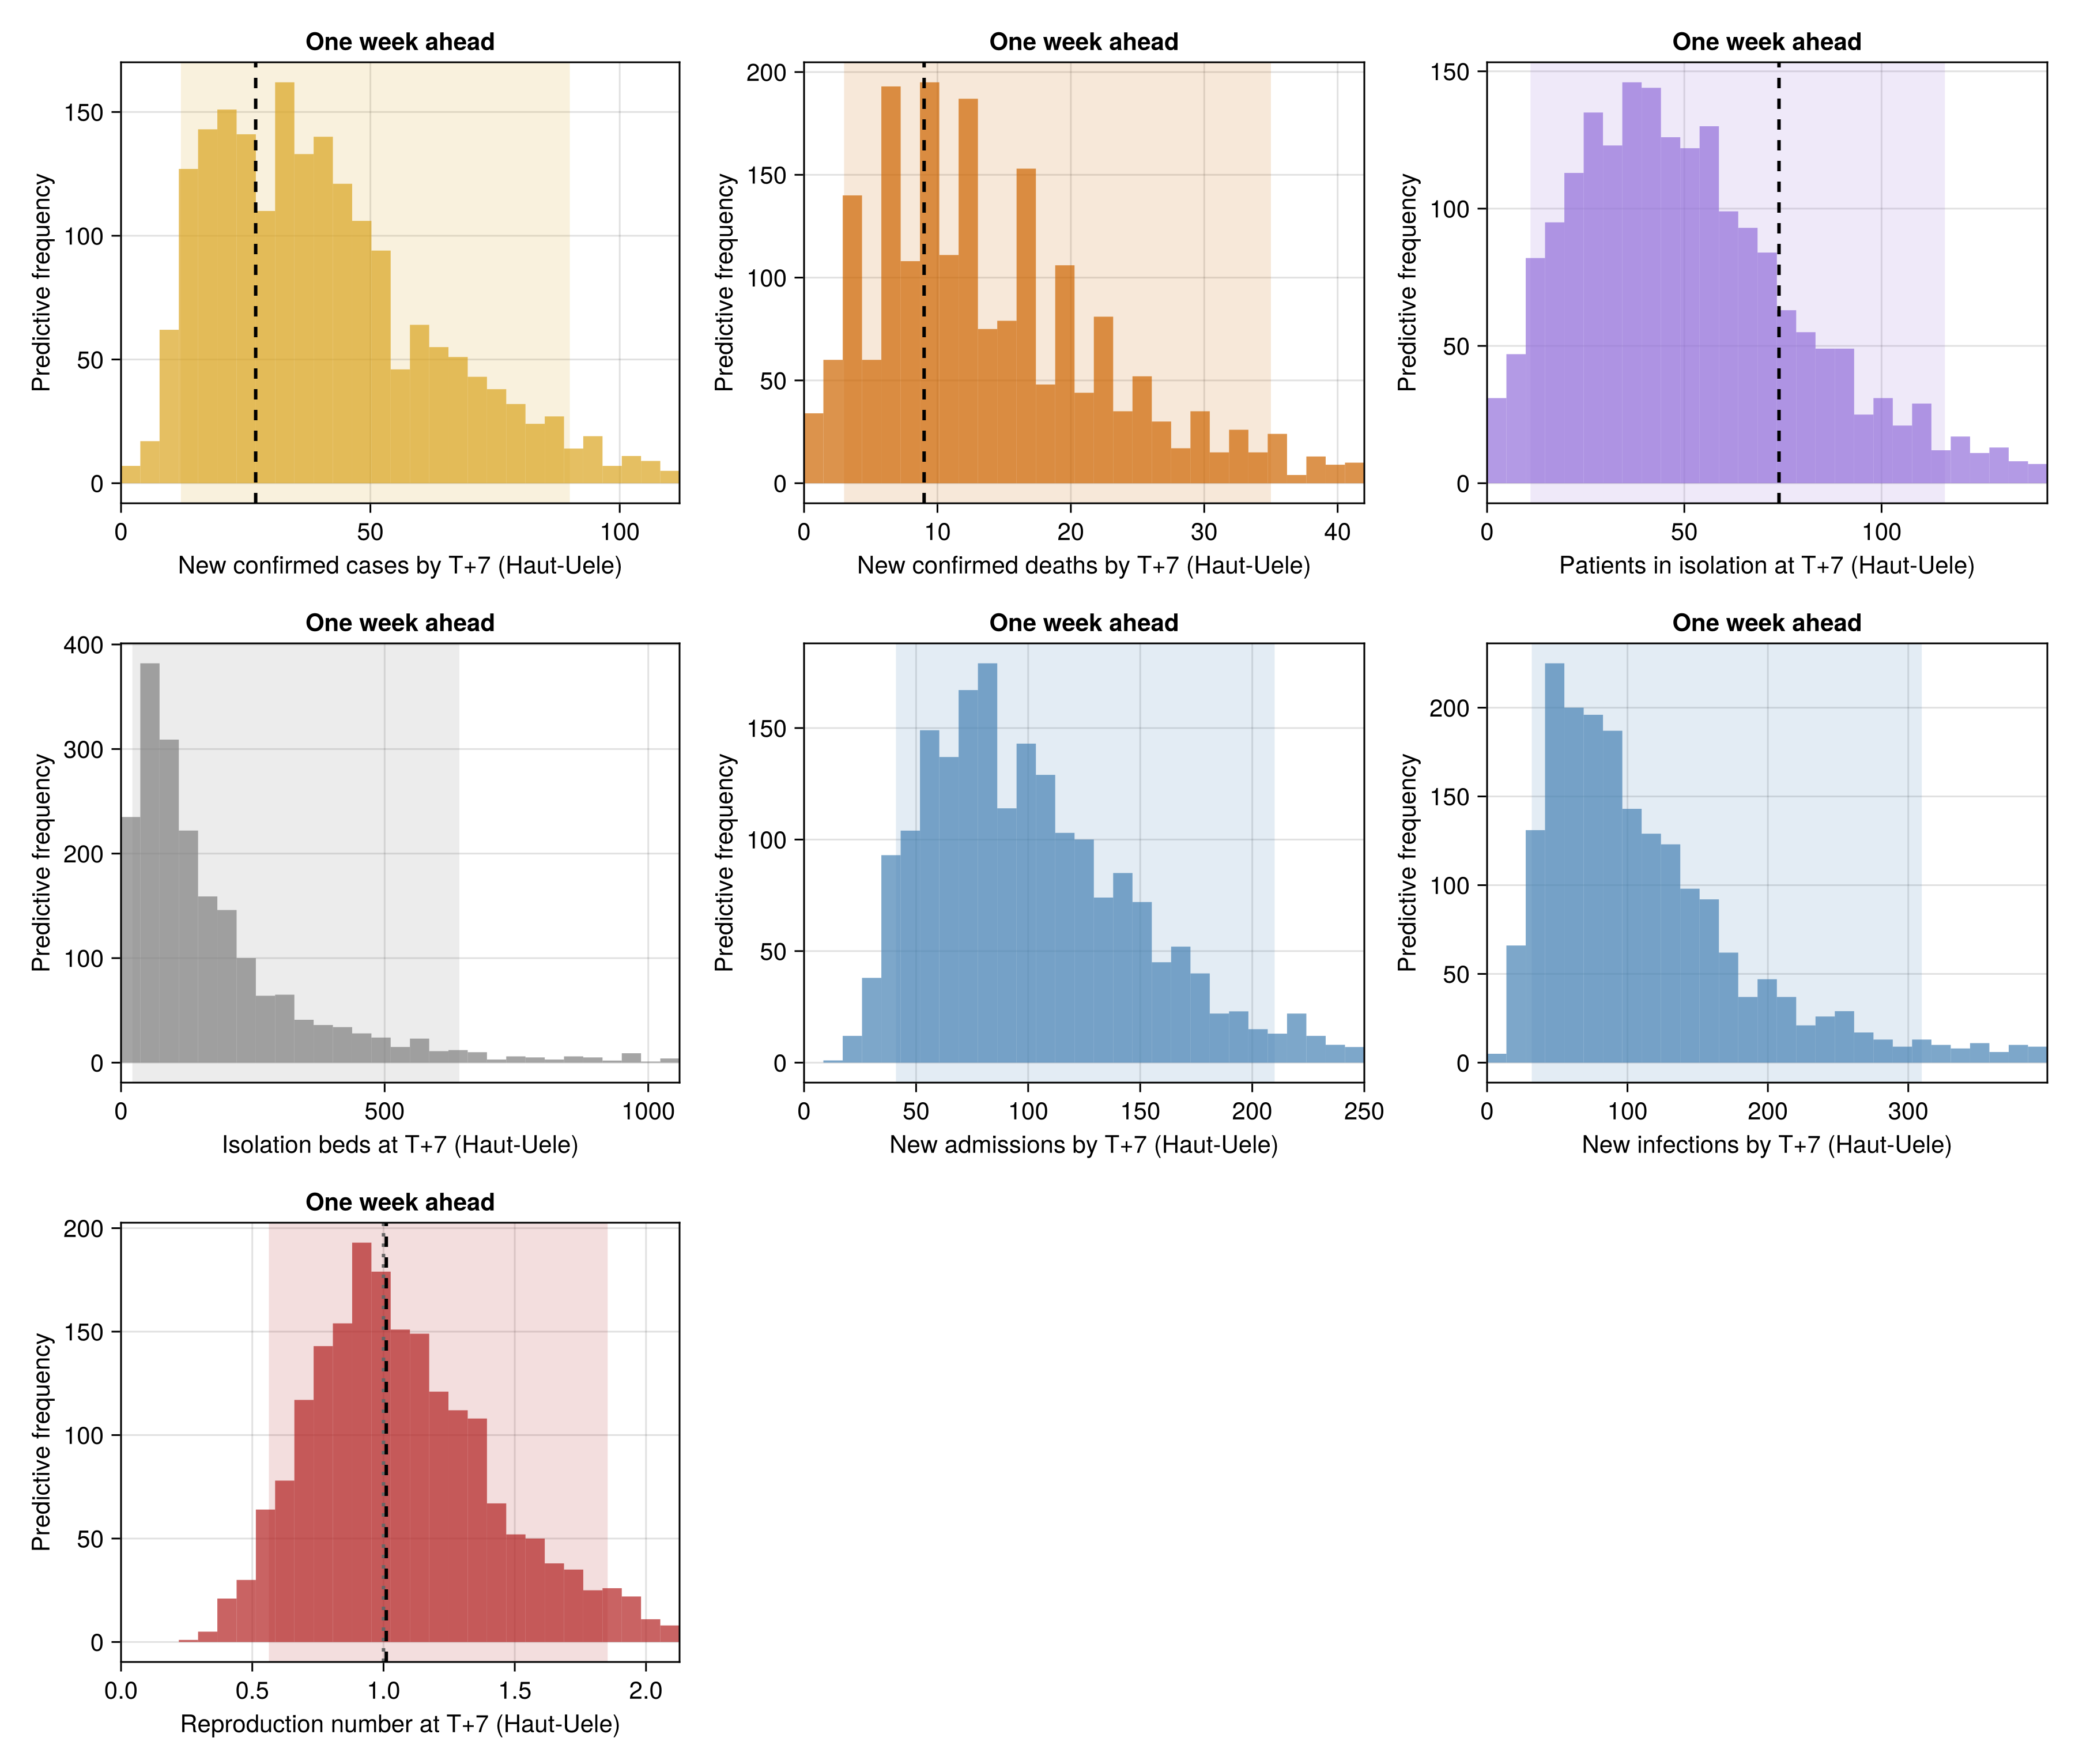 One week ahead
Predictive frequency
150
100
50
0
0 50 100
New confirmed cases by T+7 (Haut-Uele)
One week ahead
Predictive frequency
200
150
100
50
0
0 10 20 30 40
New confirmed deaths by T+7 (Haut-Uele)
One week ahead
Predictive frequency
150
100
50
0
0 50 100
Patients in isolation at T+7 (Haut-Uele)
One week ahead
Predictive frequency
400
300
200
100
0
0 500 1000
Isolation beds at T+7 (Haut-Uele)
One week ahead
Predictive frequency
150
100
50
0
0 50 100 150 200 250
New admissions by T+7 (Haut-Uele)
One week ahead
Predictive frequency
200
150
100
50
0
0 100 200 300
New infections by T+7 (Haut-Uele)
One week ahead
Predictive frequency
200
150
100
50
0
0.0 0.5 1.0 1.5 2.0
Reproduction number at T+7 (Haut-Uele)